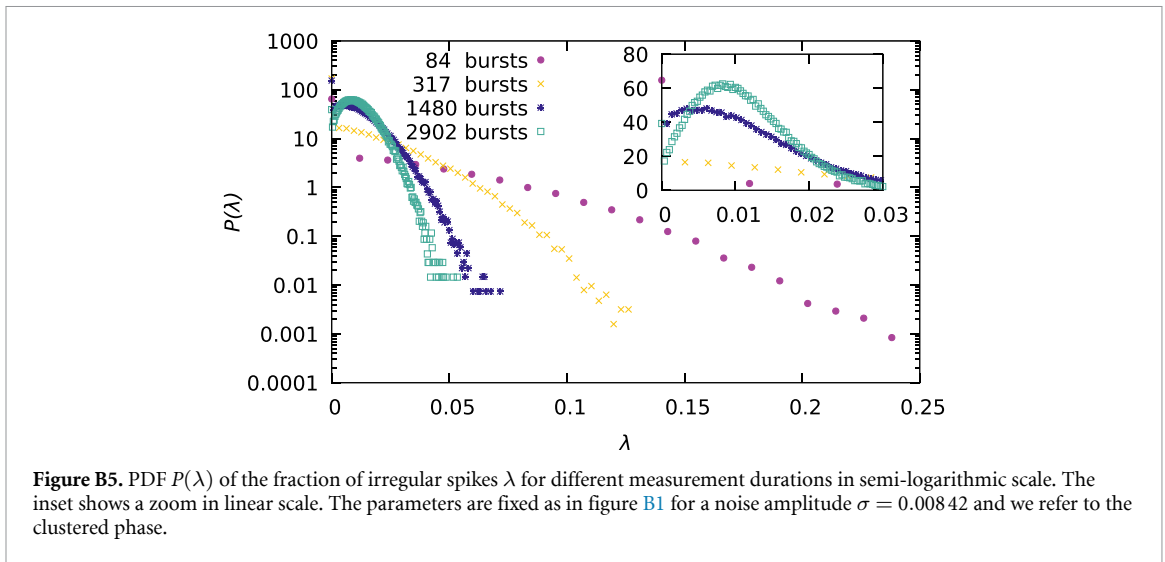 1000
100
10
1
0.1
0.01
0.001
0.0001
P(λ)
84 bursts
317 bursts
1480 bursts
2902 bursts
80
60
40
20
0
0 0.01 0.02 0.03
0 0.05 0.1 0.15 0.2 0.25
λ
Figure B5. PDF P(λ) of the fraction of irregular spikes λ for different measurement durations in semi-logarithmic scale. The
inset shows a zoom in linear scale. The parameters are fixed as in figure B1 for a noise amplitude σ = 0.008 42 and we refer to the
clustered phase.